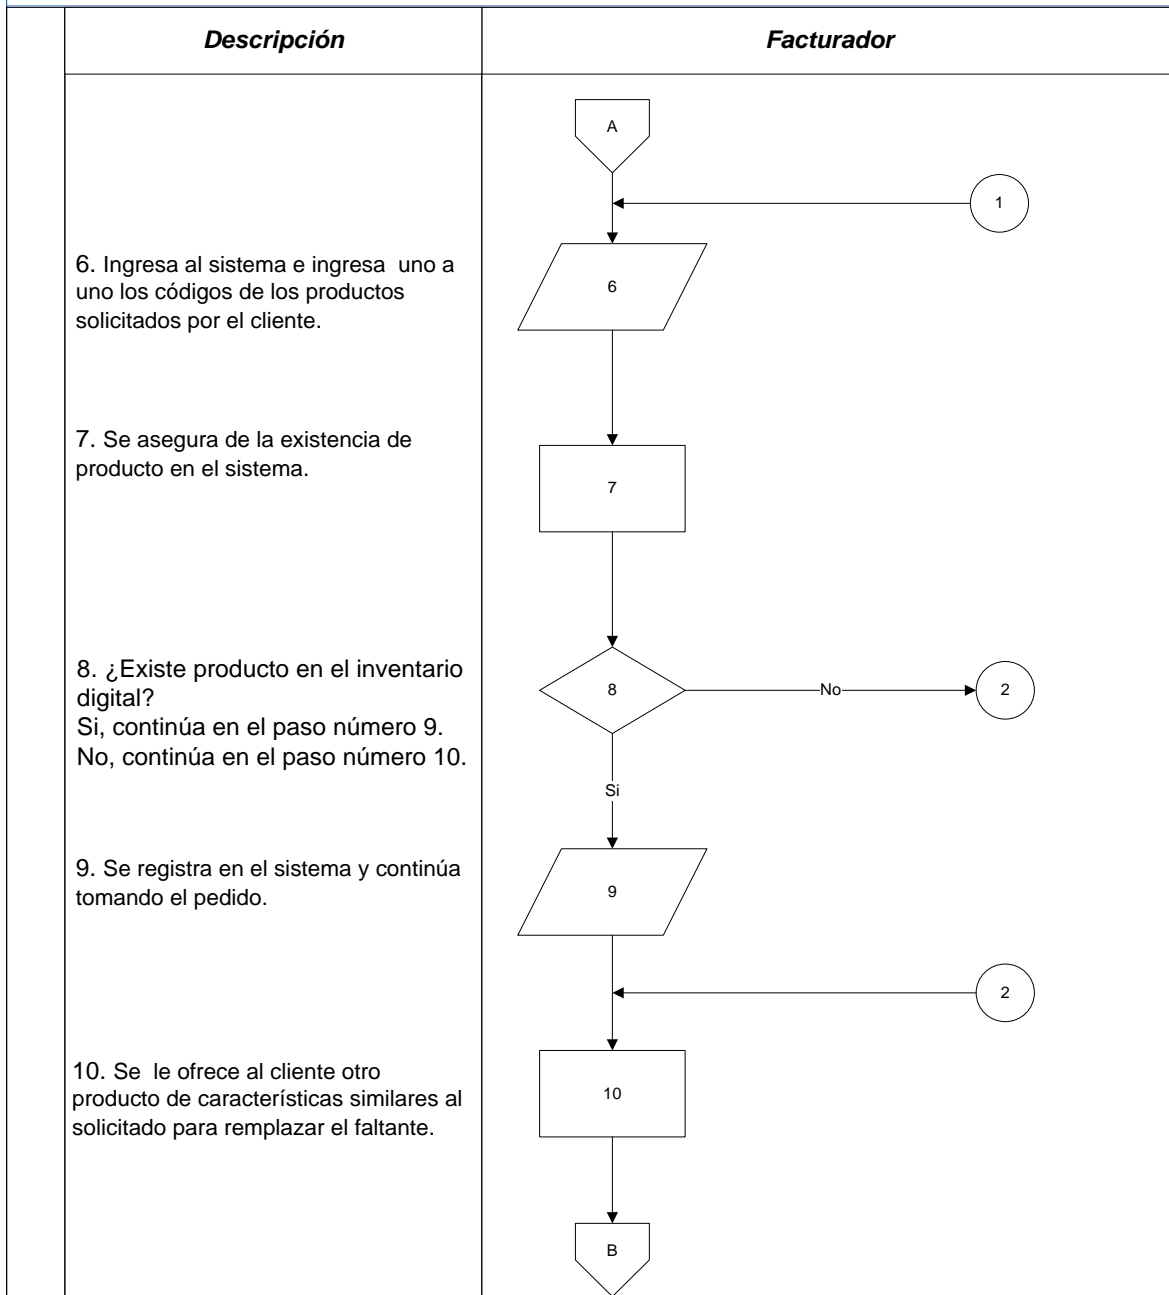 Descripción
Facturador
A
1
6. Ingresa al sistema e ingresa uno a
uno los códigos de los productos
solicitados por el cliente.
6
7. Se asegura de la existencia de
producto en el sistema.
7
8. ¿Existe producto en el inventario
digital?
Si, continúa en el paso número 9.
No, continúa en el paso número 10.
8
No
2
Si
9. Se registra en el sistema y continúa
tomando el pedido.
9
2
10. Se le ofrece al cliente otro
producto de características similares al
solicitado para remplazar el faltante.
10
B